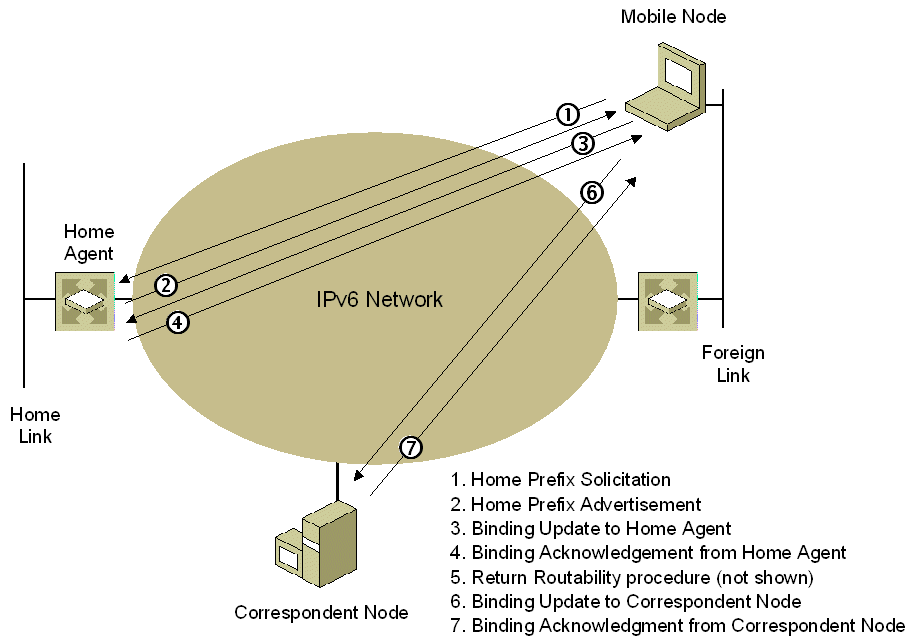 Mobile Node
1
3
6
Home
Agent
2
IPv6 Network
4
Foreign
Link
Home
Link
7
1. Home Prefix Solicitation
2. Home Prefix Advertisement
3. Binding Update to Home Agent
4. Binding Acknowledgement from Home Agent
5. Return Routability procedure (not shown)
6. Binding Update to Correspondent Node
7. Binding Acknowledgment from Correspondent Node
Correspondent Node